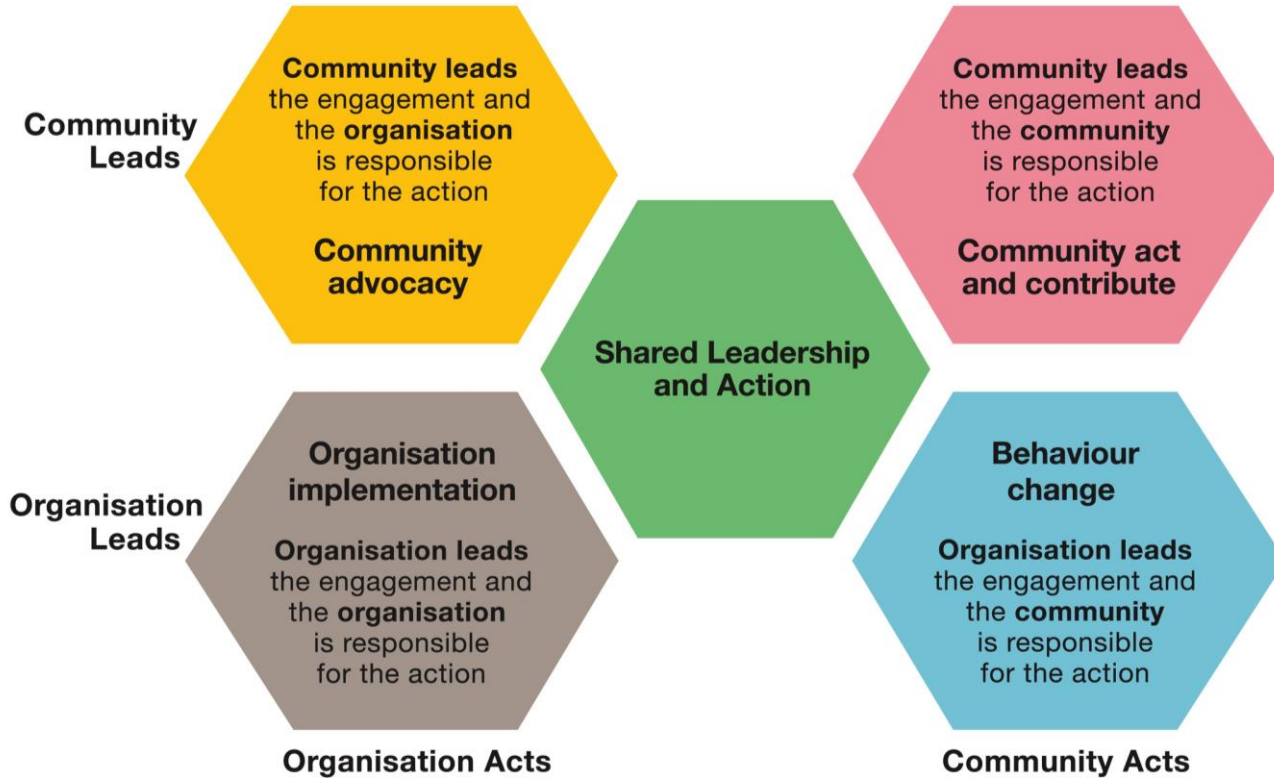 Community
Leads
Community leads
the engagement and
the organisation
is responsible
for the action
Community
advocacy
Community leads
the engagement and
the community
is responsible
for the action
Community act
and contribute
Shared Leadership
and Action
Organisation
Leads
Organisation
implementation
Organisation leads
the engagement and
the organisation
is responsible
for the action
Behaviour
change
Organisation leads
the engagement and
the community
is responsible
for the action
Organisation Acts
Community Acts